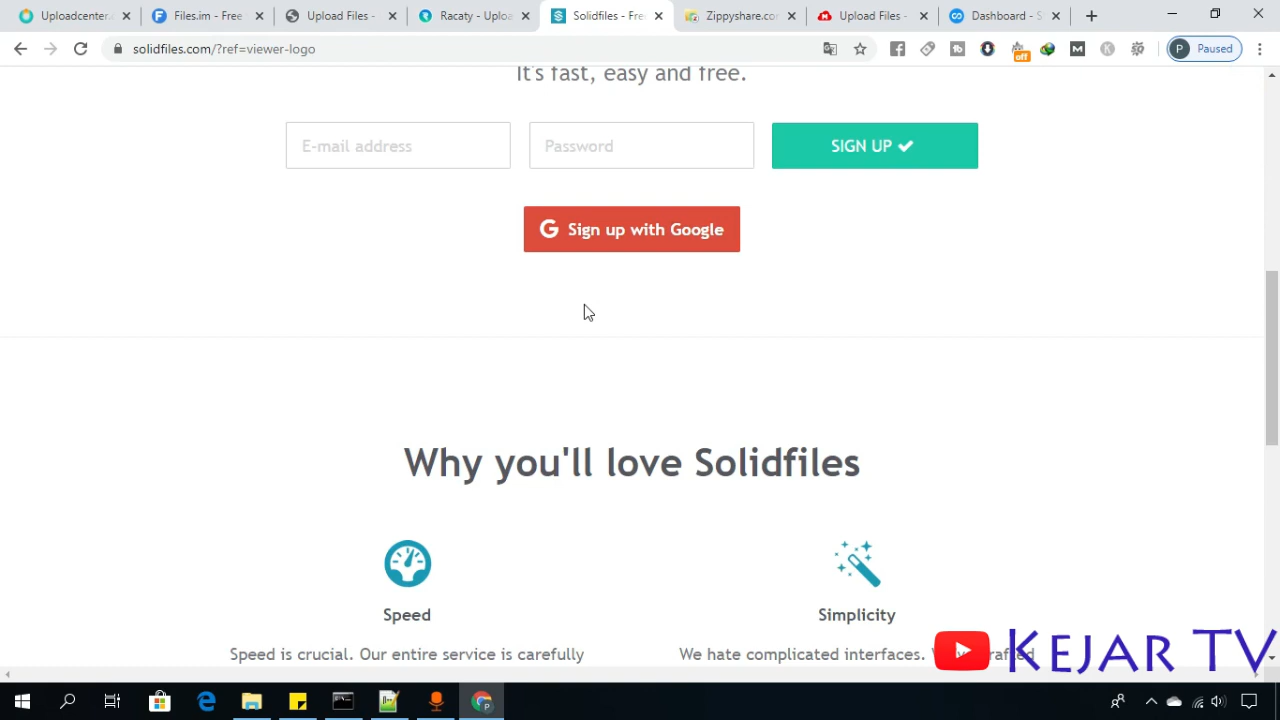 Uploadcenter.
Files.im - Free
Upload Files -
Racaty - Uploa
Solidfiles - Fre
Zippyshare.co
Upload Files -
Dashboard - S
solidfiles.com/?ref=viewer-logo
off
P
Paused
It's fast, easy and free.
E-mail address
Password
SIGN UP
G Sign up with Google
Why you'll love Solidfiles
Speed
Simplicity
Speed is crucial. Our entire service is carefully
We hate complicated interfaces.
KEJAR TV